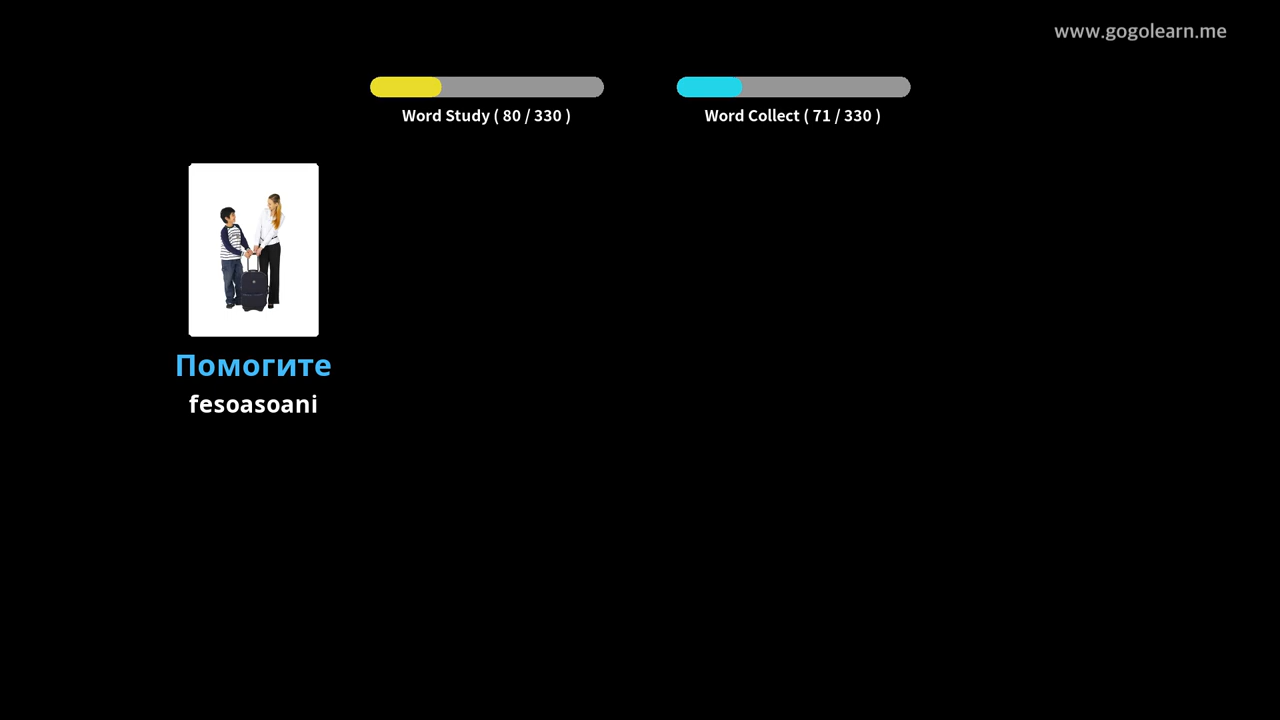 www.gogolearn.me
Word Study ( 80 / 330 )
Word Collect ( 71 / 330 )
Помогите
fesoasoani